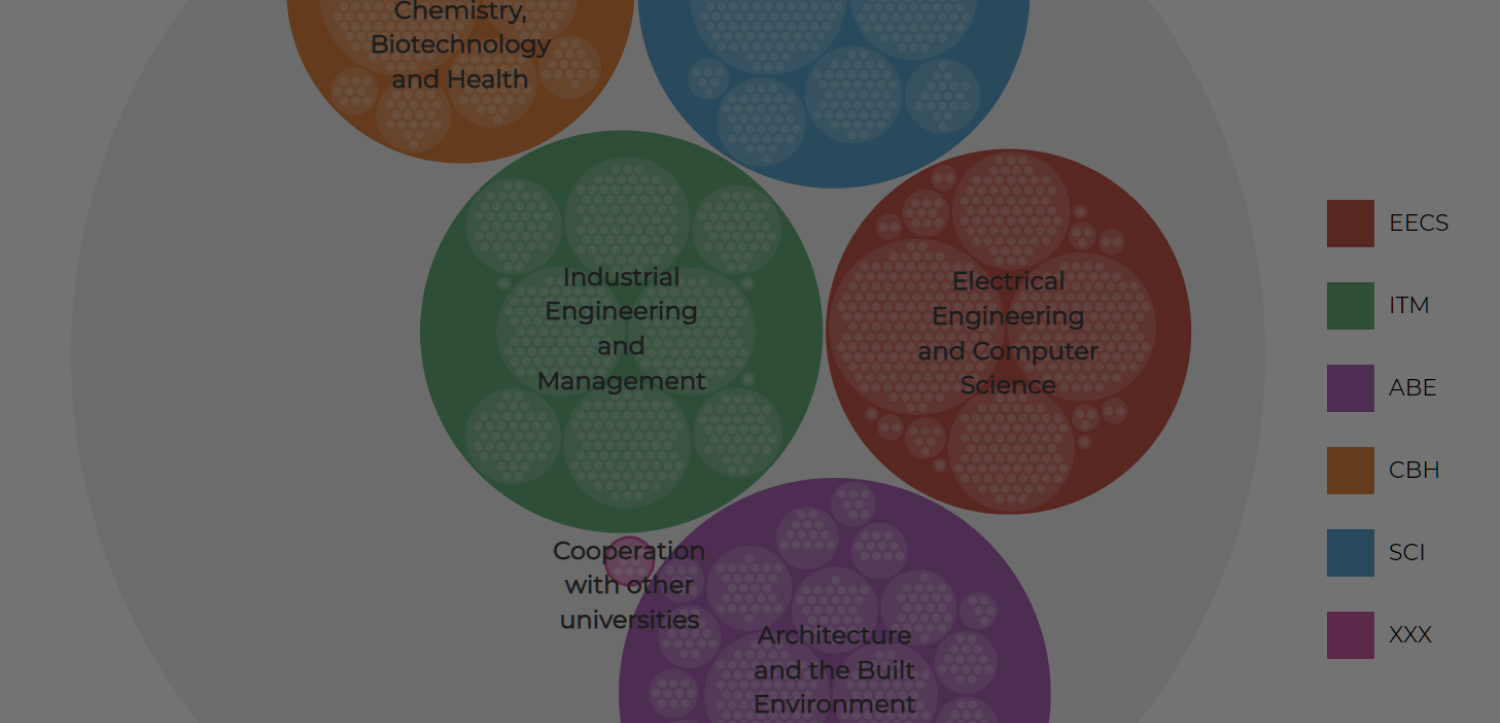 Chemistry,
Biotechnology
and Health
Industrial
Engineering
and
Management
Electrical
Engineering
and Computer
Science
Cooperation
with other
universities
Architecture
and the Built
Environment
EECS
ITM
ABE
CBH
SCI
XXX